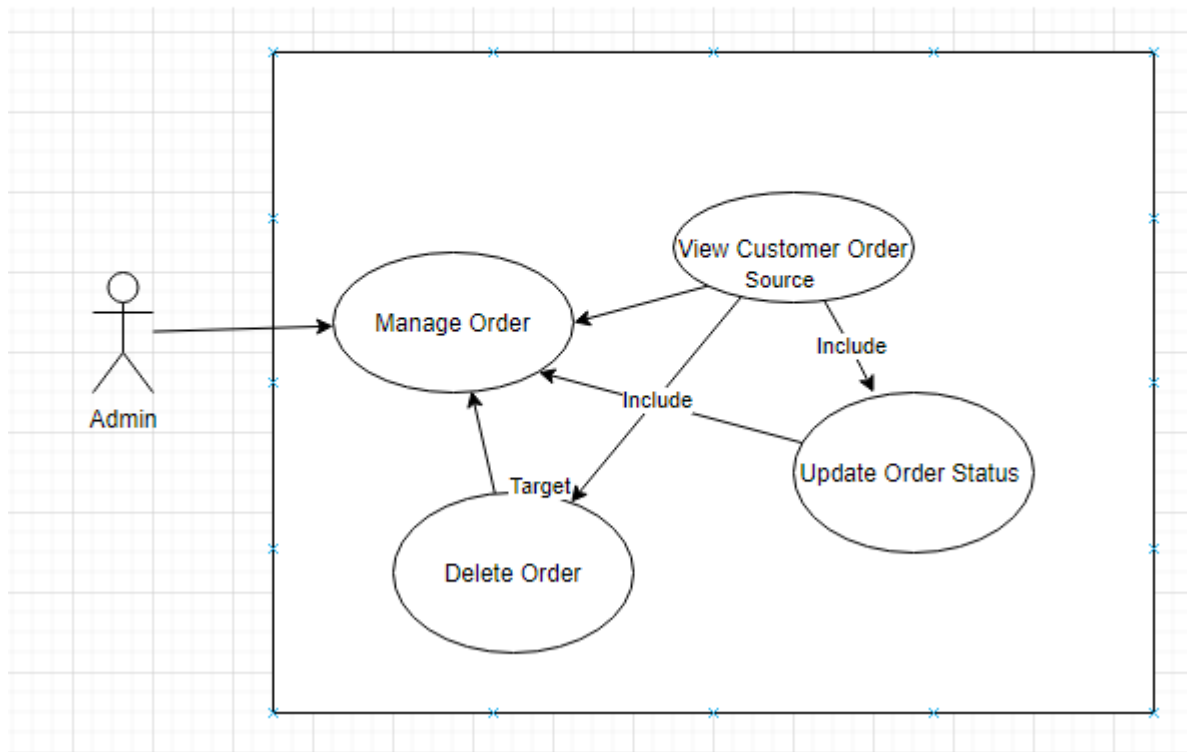 View Customer Order
Source
Manage Order
Include
Include
Admin
Update Order Status
Target
Delete Order